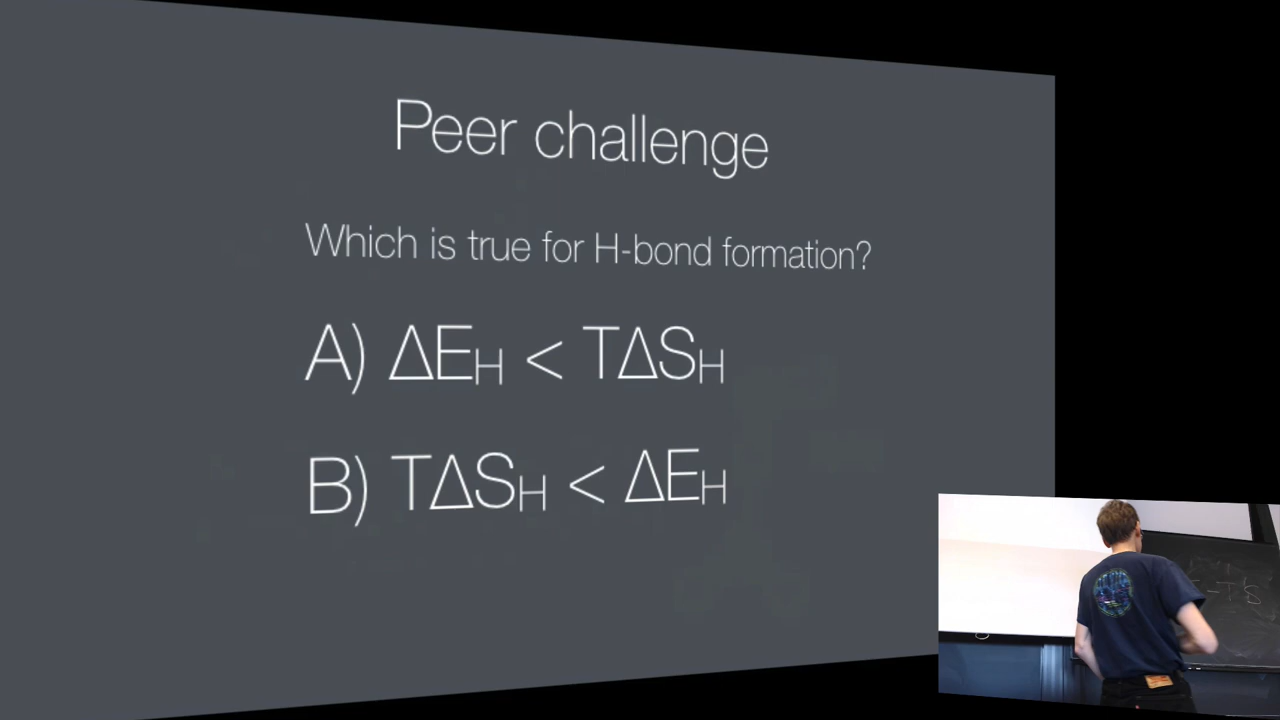 Peer challenge
Which is true for H-bond formation?
A) ΔEH < TΔSH
B) TΔSH < ΔEH